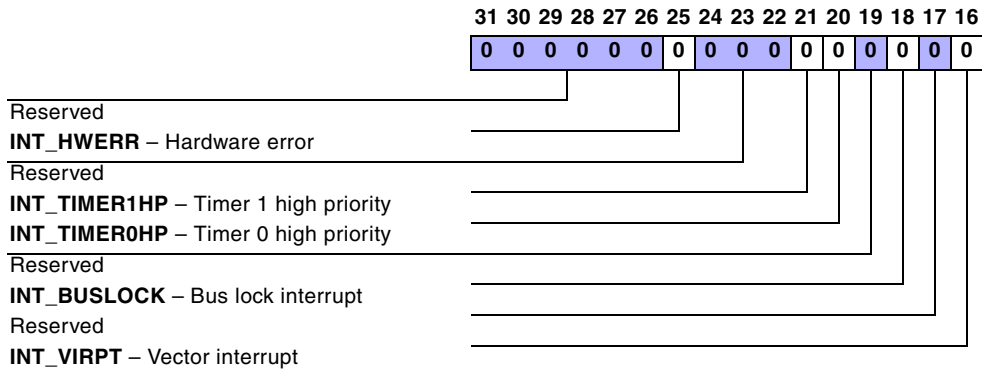 31 30 29 28 27 26 25 24 23 22 21 20 19 18 17 16
0 0 0 0 0 0 0 0 0 0 0 0 0 0 0 0
Reserved
INT_HWERR – Hardware error
Reserved
INT_TIMER1HP – Timer 1 high priority
INT_TIMER0HP – Timer 0 high priority
Reserved
INT_BUSLOCK – Bus lock interrupt
Reserved
INT_VIRPT – Vector interrupt